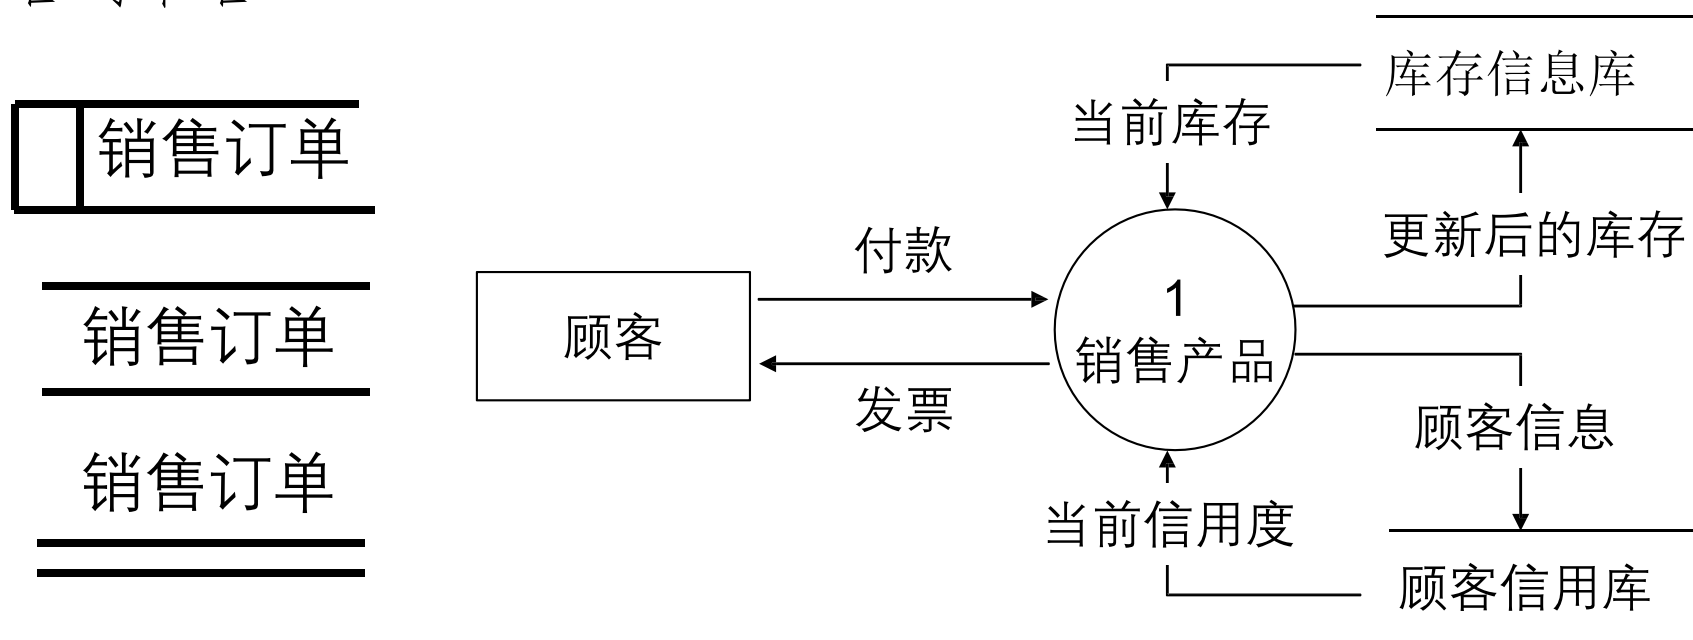 销售订单
销售订单
销售订单
顾客
付款
发票
当前库存
1
销售产品
当前信用度
库存信息库
更新后的库存
顾客信息
顾客信用库